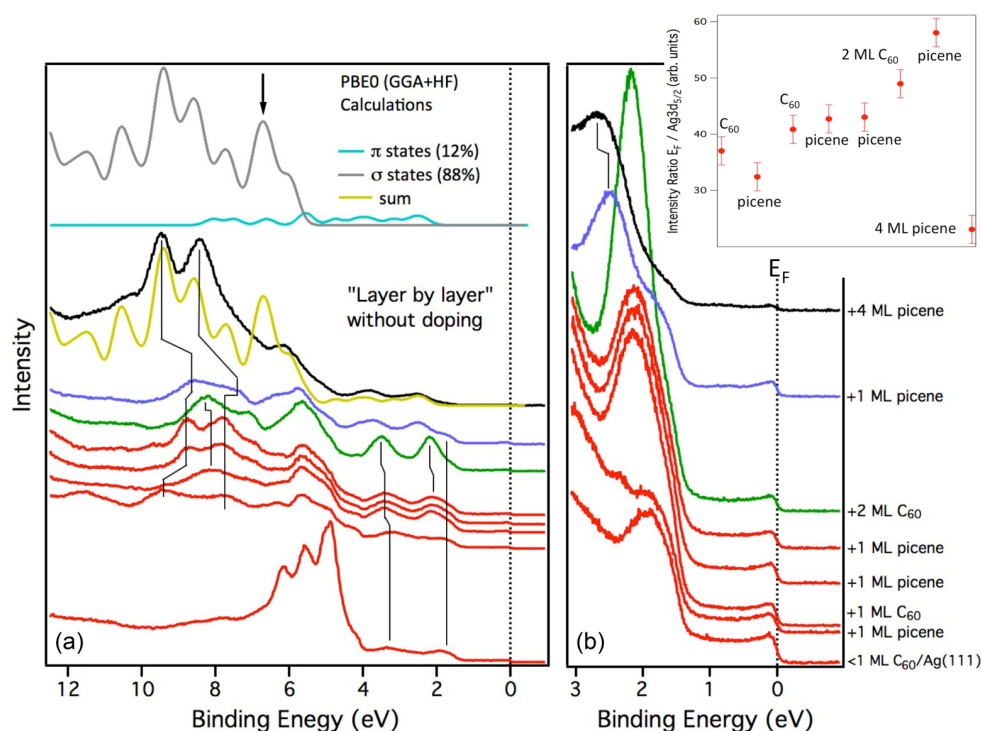 PBE0 (GGA+HF)
Calculations
π states (12%)
σ states (88%)
sum
"Layer by layer"
without doping
Intensity
(a)
12
10
8
6
4
2
0
Binding Enegy (eV)
Intensity Ratio EF / Ag3d5/2 (arb. units)
60
50
40
30
C60
picene
C60
picene
picene
2 ML C60
picene
4 ML picene
EF
+4 ML picene
+1 ML picene
+2 ML C60
+1 ML picene
+1 ML picene
+1 ML C60
+1 ML picene
<1 ML C60/Ag(111)
(b)
3
2
1
0
Binding Energy (eV)